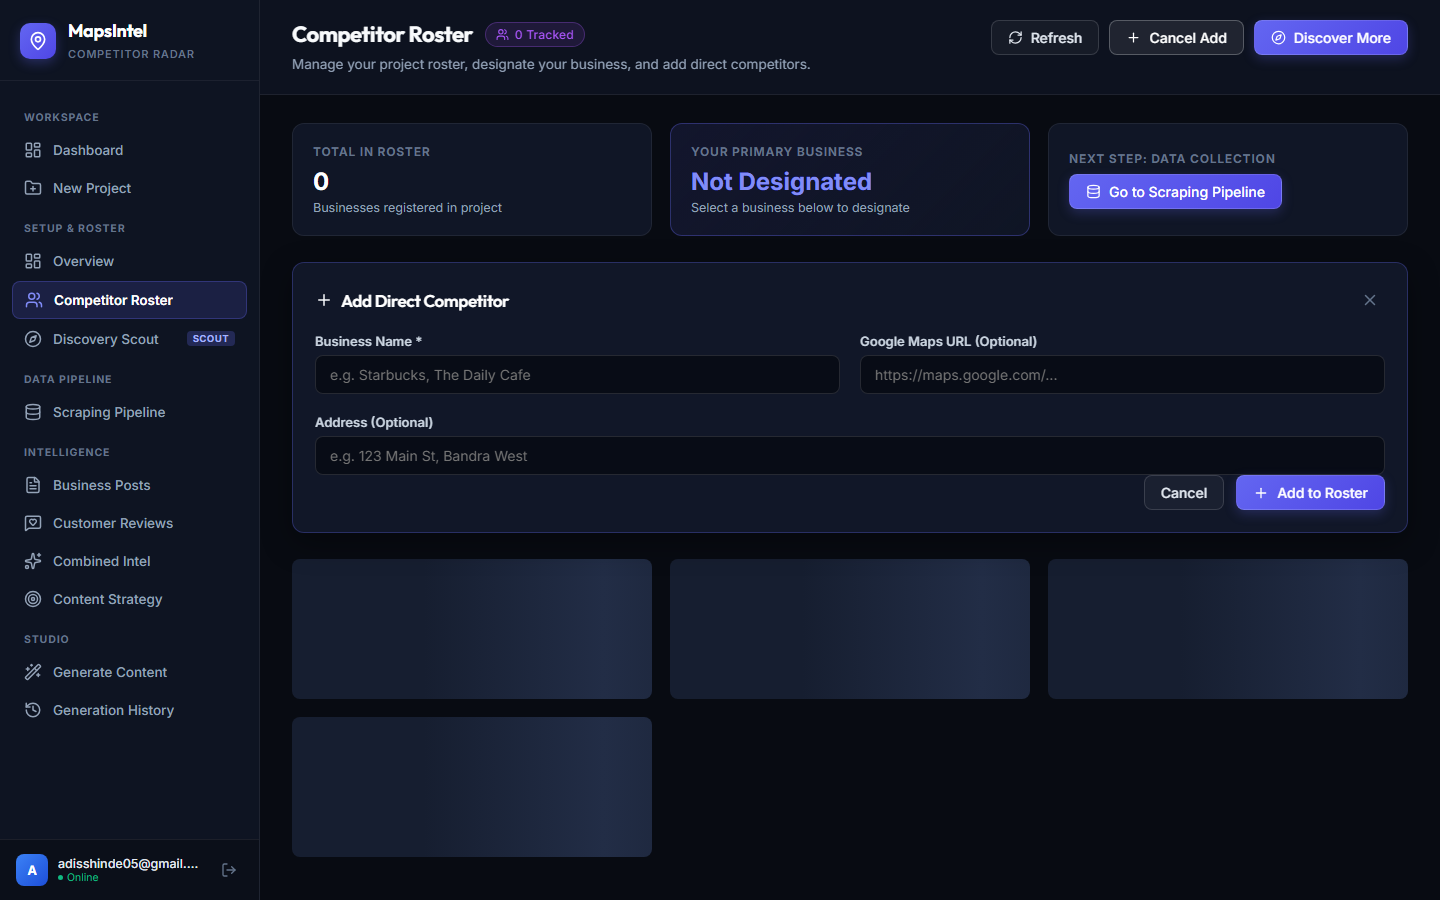 MapsIntel
COMPETITOR RADAR
WORKSPACE
Dashboard
New Project
SETUP & ROSTER
Overview
Competitor Roster
Discovery Scout SCOUT
DATA PIPELINE
Scraping Pipeline
INTELLIGENCE
Business Posts
Customer Reviews
Combined Intel
Content Strategy
STUDIO
Generate Content
Generation History
A
adisshinde05@gmail....
Online
Competitor Roster 0 Tracked
Manage your project roster, designate your business, and add direct competitors.
Refresh
Cancel Add
Discover More
TOTAL IN ROSTER
0
Businesses registered in project
YOUR PRIMARY BUSINESS
Not Designated
Select a business below to designate
NEXT STEP: DATA COLLECTION
Go to Scraping Pipeline
Add Direct Competitor
Business Name *
e.g. Starbucks, The Daily Cafe
Google Maps URL (Optional)
https://maps.google.com/...
Address (Optional)
e.g. 123 Main St, Bandra West
Cancel
Add to Roster